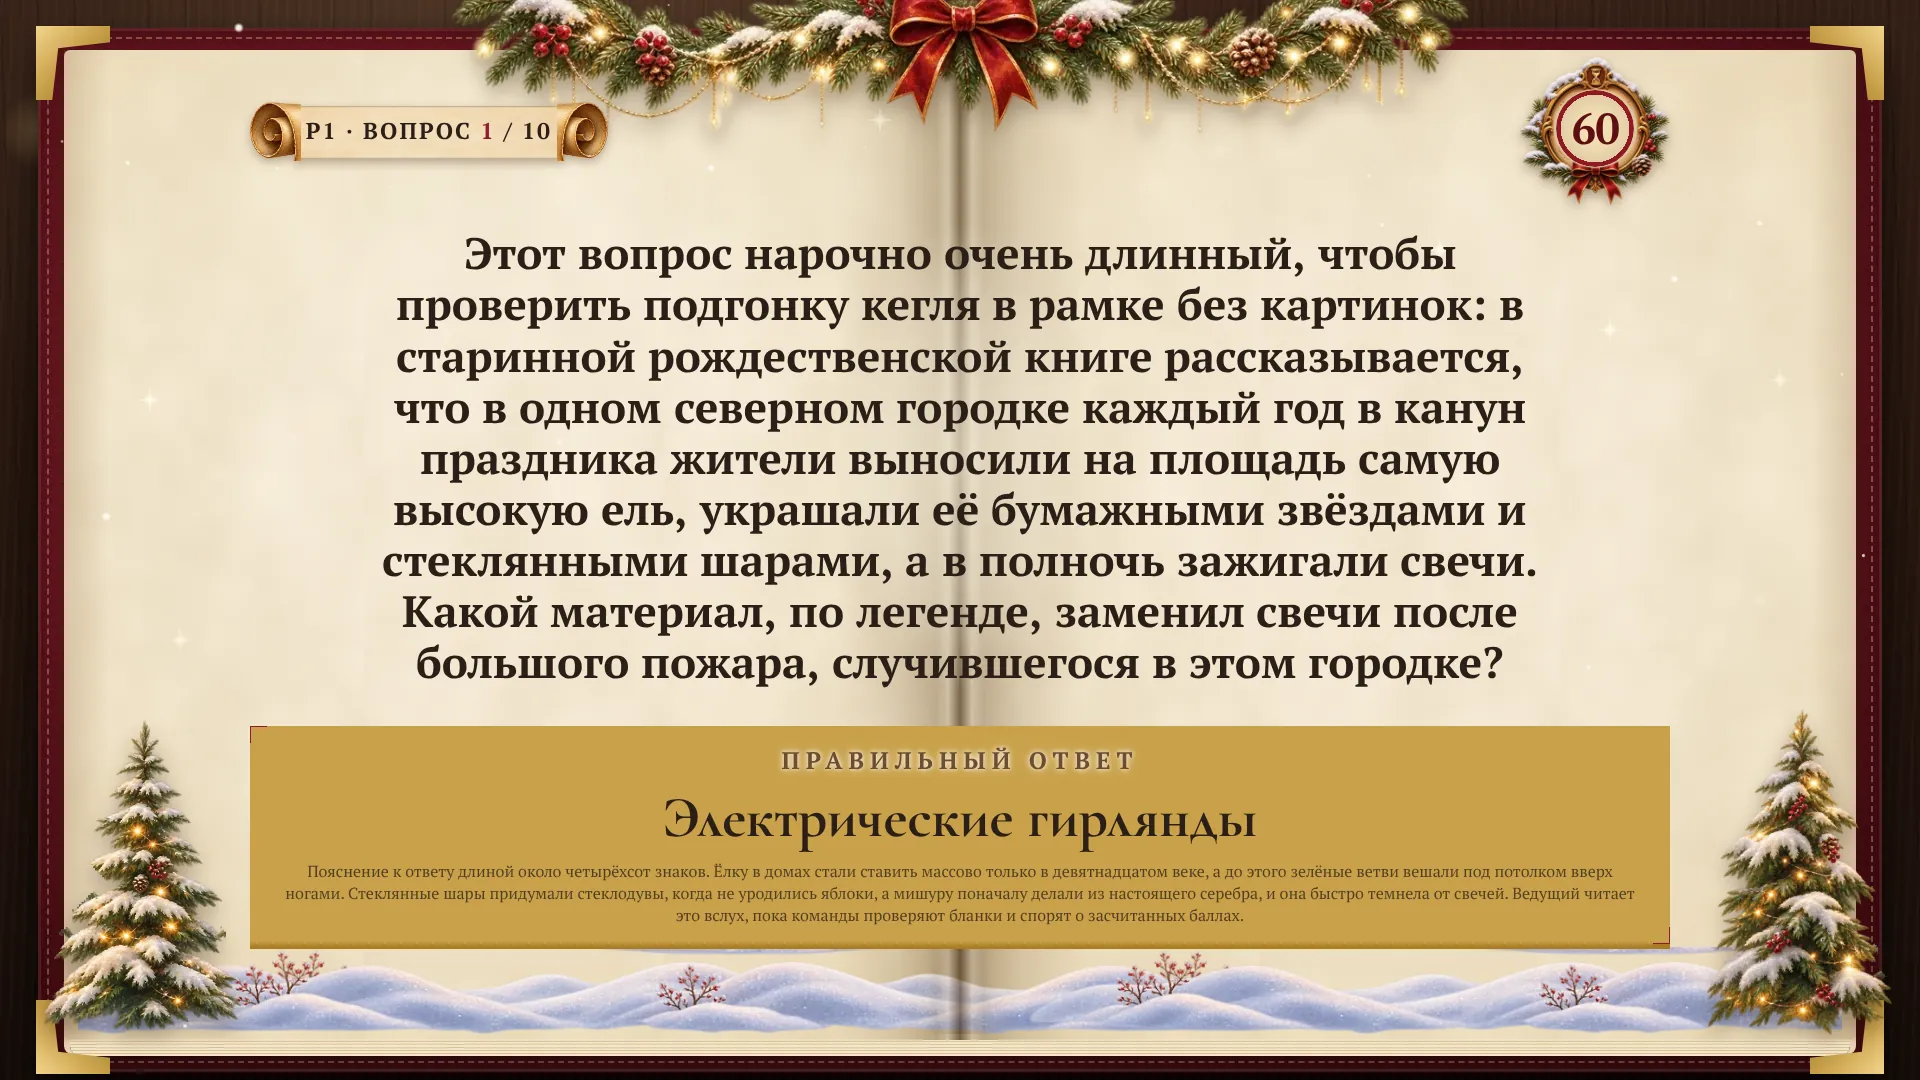 Р1 · ВОПРОС 1 / 10
60
Этот вопрос нарочно очень длинный, чтобы
проверить подгонку кегля в рамке без картинок: в
старинной рождественской книге рассказывается,
что в одном северном городке каждый год в канун
праздника жители выносили на площадь самую
высокую ель, украшали её бумажными звёздами и
стеклянными шарами, а в полночь зажигали свечи.
Какой материал, по легенде, заменил свечи после
большого пожара, случившегося в этом городке?
ПРАВИЛЬНЫЙ ОТВЕТ
Электрические гирлянды
Пояснение к ответу длиной около четырёхсот знаков. Ёлку в домах стали ставить массово только в девятнадцатом веке, а до этого зелёные ветви вешали под потолком вверх
ногами. Стеклянные шары придумали стеклодувы, когда не уродились яблоки, а мишуру поначалу делали из настоящего серебра, и она быстро темнела от свечей. Ведущий читает
это вслух, пока команды проверяют бланки и спорят о засчитанных баллах.